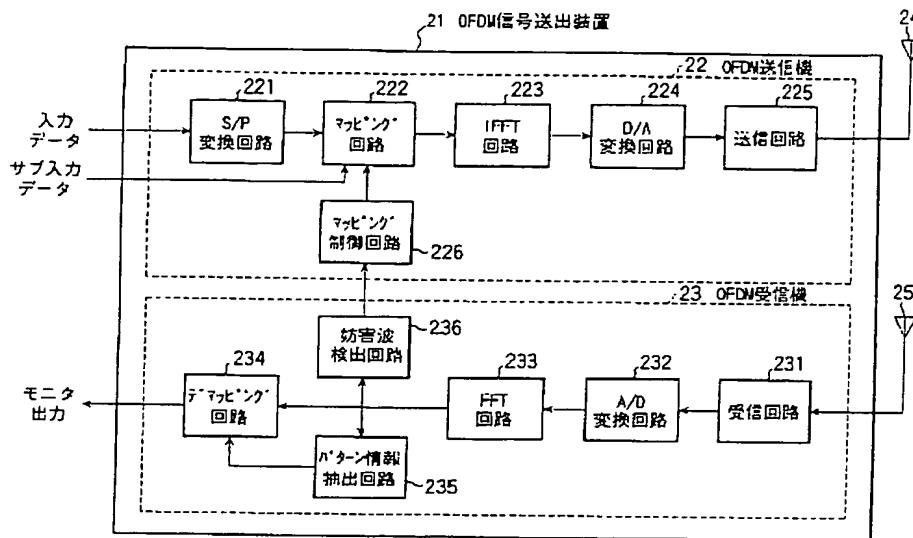 21 OFDM信号送出装置
24
22 OFDM送信機
221
222
223
224
225
入力
データ
S/P
変換回路
マッピング
回路
IFFT
回路
D/A
変換回路
送信回路
サブ入力
データ
マッピング
制御回路
226
23 OFDM受信機
25
妨害波
検出回路
236
234
233
232
231
モニタ
出力
デマッピング
回路
FFT
回路
A/D
変換回路
受信回路
パターン情報
抽出回路
235